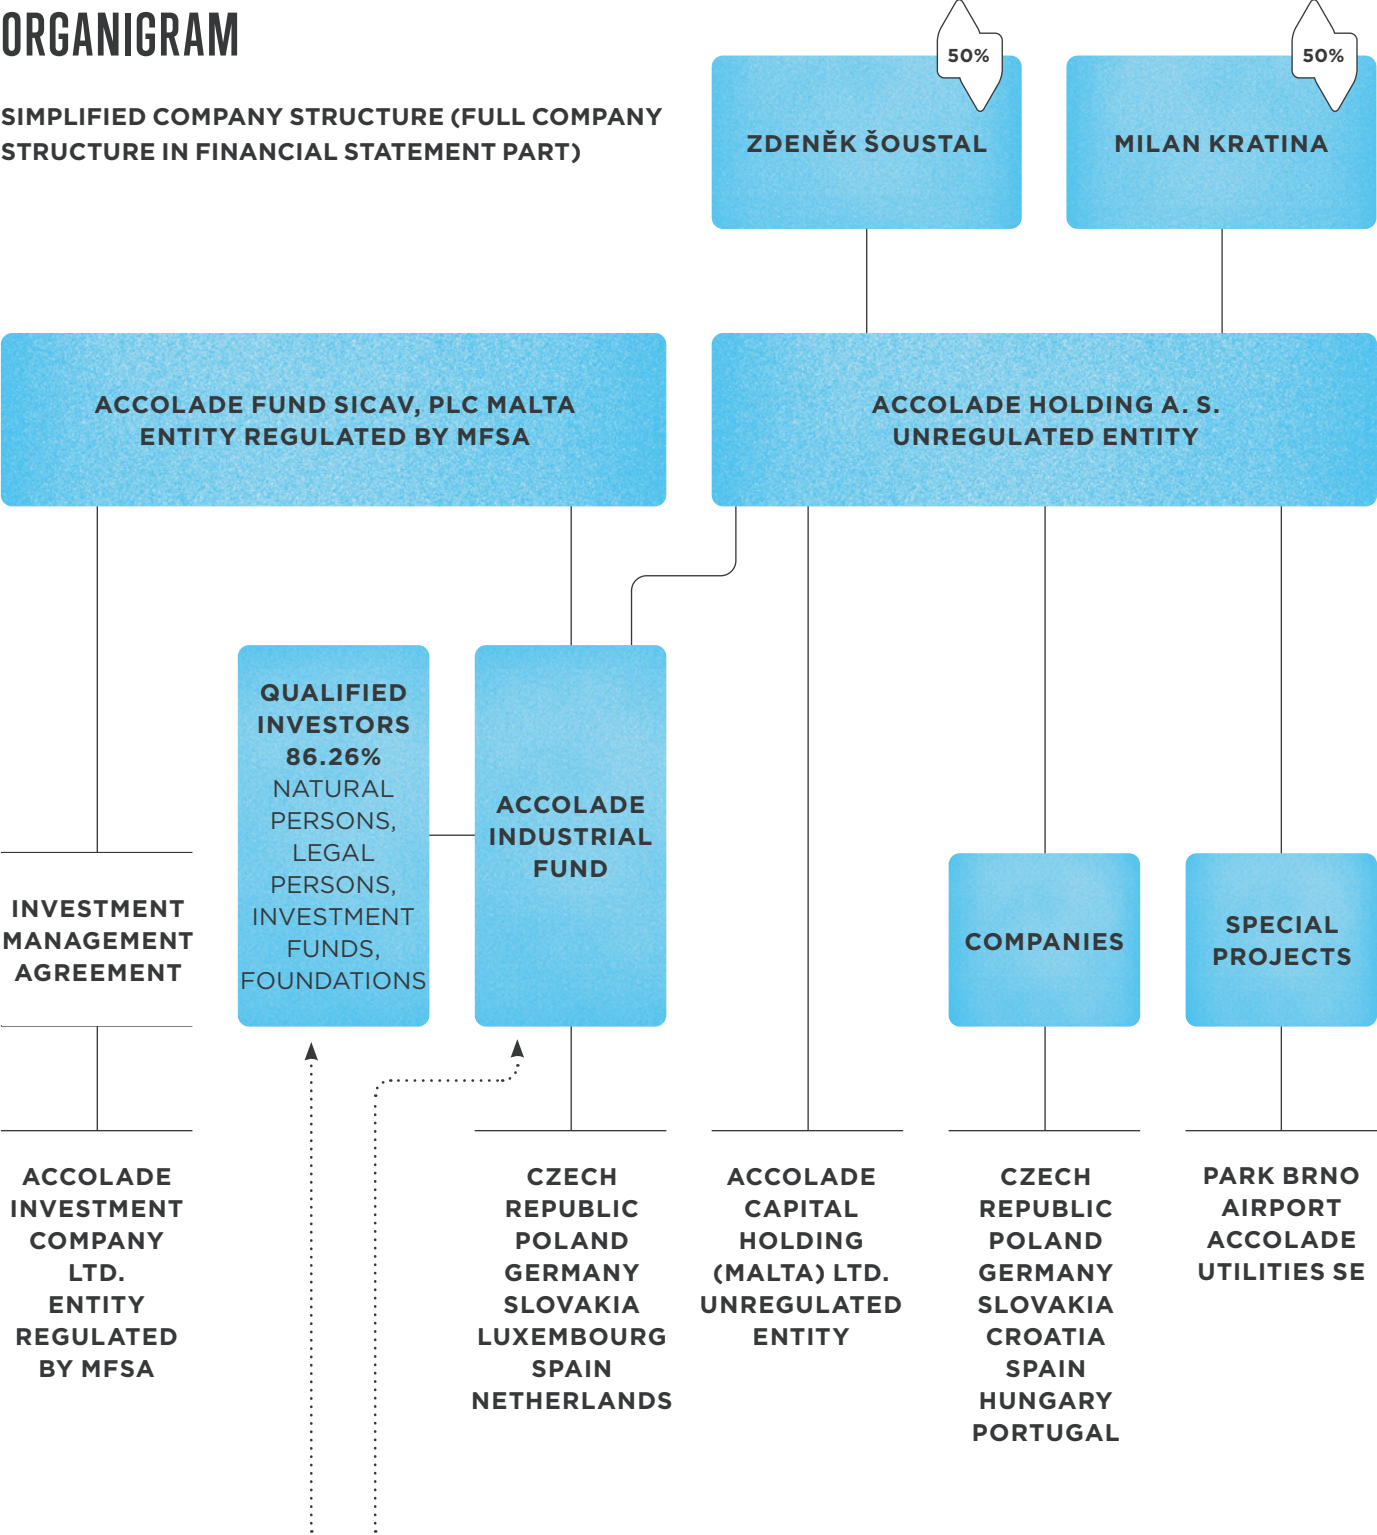 ORGANIGRAM
SIMPLIFIED COMPANY STRUCTURE (FULL COMPANY
STRUCTURE IN FINANCIAL STATEMENT PART)
50%
ZDENĚK ŠOUSTAL
50%
MILAN KRATINA
ACCOLADE FUND SICAV, PLC MALTA
ENTITY REGULATED BY MFSA
ACCOLADE HOLDING A. S.
UNREGULATED ENTITY
QUALIFIED
INVESTORS
86.26%
NATURAL
PERSONS,
LEGAL
PERSONS,
INVESTMENT
FUNDS,
FOUNDATIONS
ACCOLADE
INDUSTRIAL
FUND
INVESTMENT
MANAGEMENT
AGREEMENT
COMPANIES
SPECIAL
PROJECTS
ACCOLADE
INVESTMENT
COMPANY
LTD.
ENTITY
REGULATED
BY MFSA
CZECH
REPUBLIC
POLAND
GERMANY
SLOVAKIA
LUXEMBOURG
SPAIN
NETHERLANDS
ACCOLADE
CAPITAL
HOLDING
(MALTA) LTD.
UNREGULATED
ENTITY
CZECH
REPUBLIC
POLAND
GERMANY
SLOVAKIA
CROATIA
SPAIN
HUNGARY
PORTUGAL
PARK BRNO
AIRPORT
ACCOLADE
UTILITIES SE